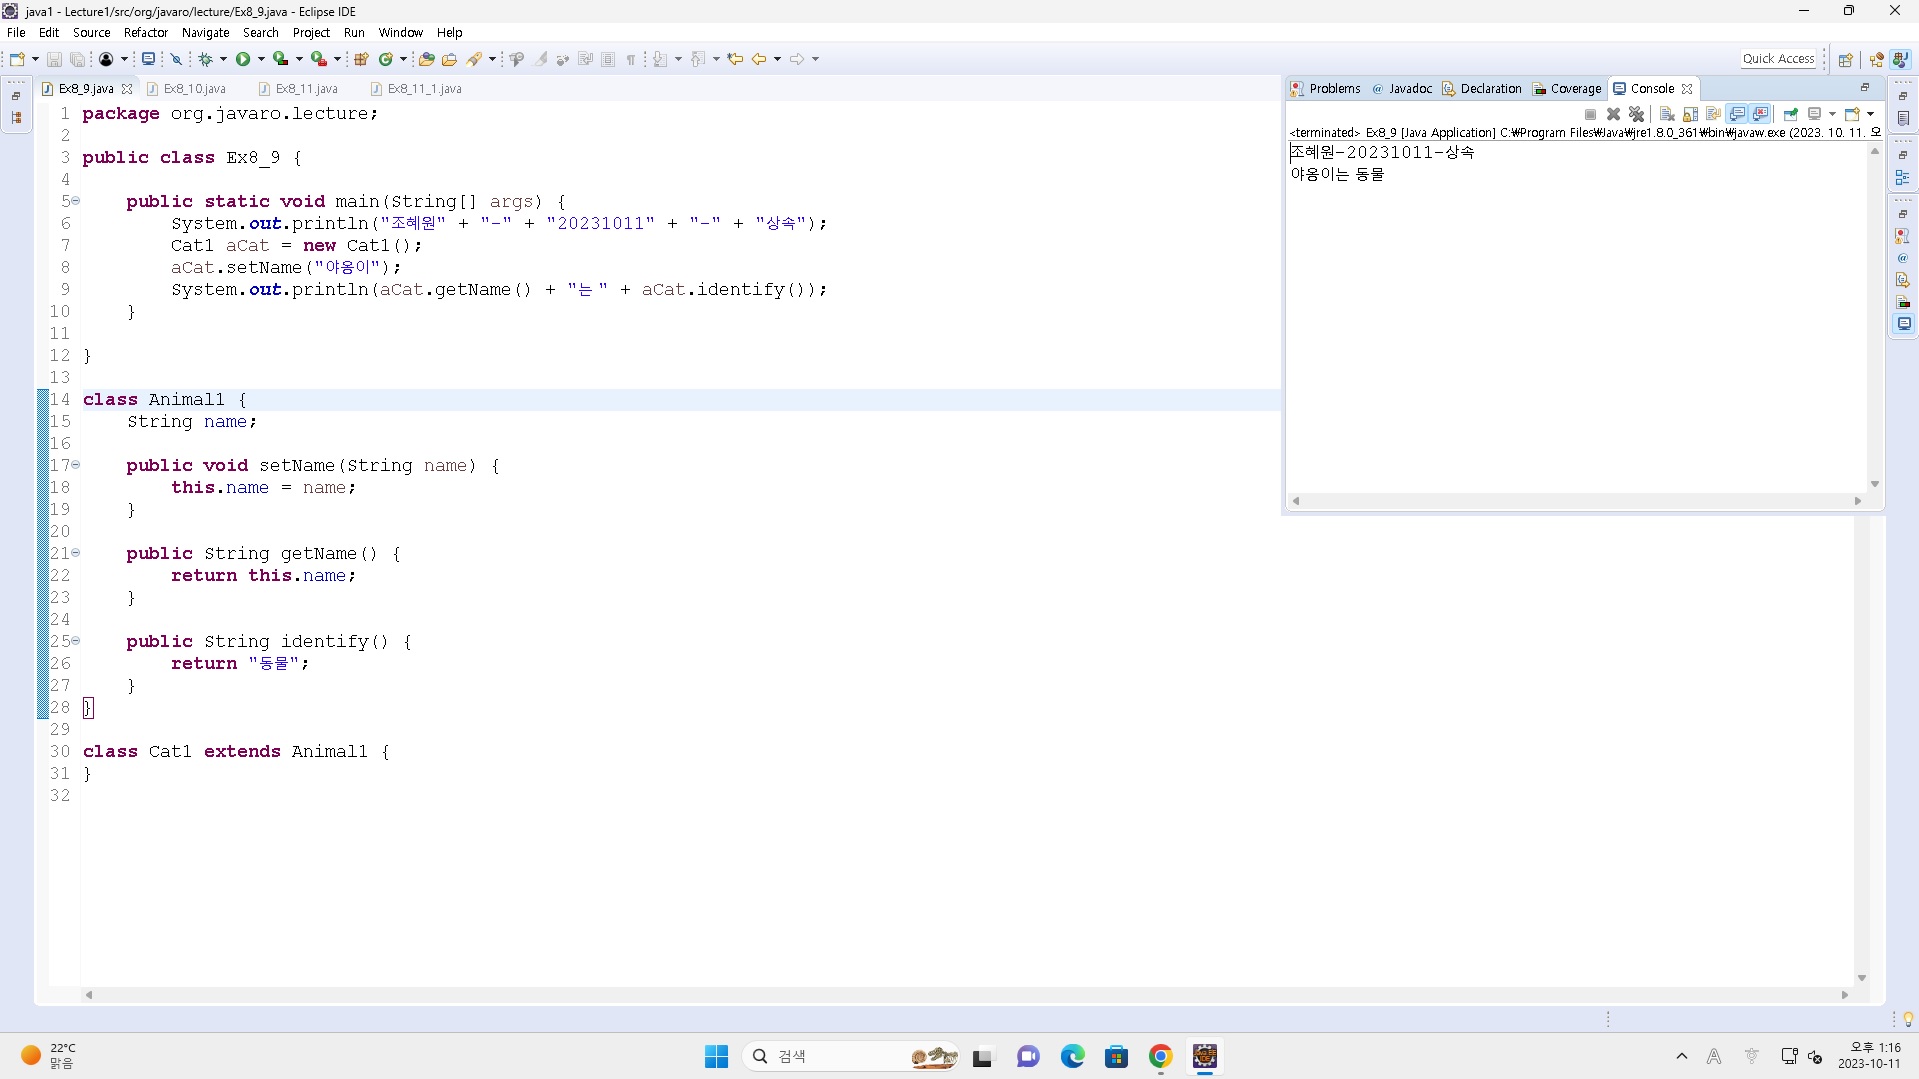 java1 - Lecture1/src/org/javaro/lecture/Ex8_9.java - Eclipse IDE
File Edit Source Refactor Navigate Search Project Run Window Help
Quick Access
Ex8_9.java Ex8_10.java Ex8_11.java Ex8_11_1.java
1 package org.javaro.lecture;
2
3 public class Ex8_9 {
4
5 public static void main(String[] args) {
6 System.out.println("조혜원" + "-" + "20231011" + "-" + "상속");
7 Cat1 aCat = new Cat1();
8 aCat.setName("야옹이");
9 System.out.println(aCat.getName() + "는 " + aCat.identify());
10 }
11
12 }
13
14 class Animal1 {
15 String name;
16
17 public void setName(String name) {
18 this.name = name;
19 }
20
21 public String getName() {
22 return this.name;
23 }
24
25 public String identify() {
26 return "동물";
27 }
28 }
29
30 class Cat1 extends Animal1 {
31 }
32
Problems Javadoc Declaration Coverage Console
<terminated> Ex8_9 [Java Application] C:₩Program Files₩Java₩jre1.8.0_361₩bin₩javaw.exe (2023. 10. 11. 오
조혜원-20231011-상속
야옹이는 동물
22°C
맑음
검색
오후 1:16
2023-10-11